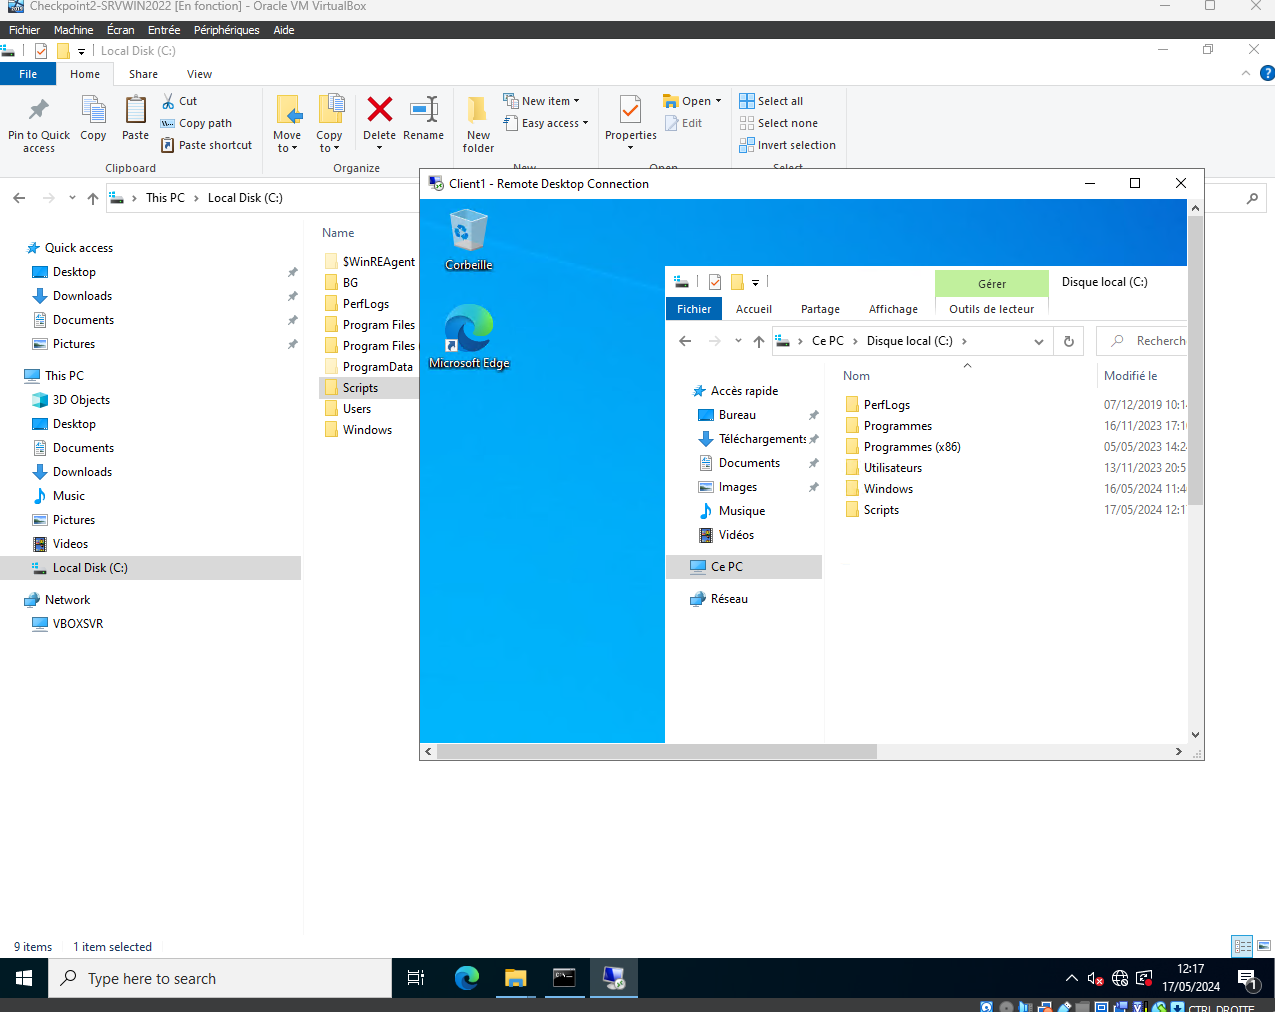 Checkpoint2-SRVWIN2022 [En fonction] - Oracle VM VirtualBox
Fichier Machine Écran Entrée Périphériques Aide
Local Disk (C:)
File Home Share View
Pin to Quick access
Copy
Paste
Cut
Copy path
Paste shortcut
Clipboard
Move to
Copy to
Delete
Rename
Organize
New folder
New item
Easy access
New
Properties
Open
Edit
Open
Select all
Select none
Invert selection
Select
This PC > Local Disk (C:)
Quick access
Desktop
Downloads
Documents
Pictures
This PC
3D Objects
Desktop
Documents
Downloads
Music
Pictures
Videos
Local Disk (C:)
Network
VBOXSVR
Name
$WinREAgent
BG
PerfLogs
Program Files
Program Files
ProgramData
Scripts
Users
Windows
Client1 - Remote Desktop Connection
Corbeille
Microsoft Edge
Gérer
Disque local (C:)
Fichier Accueil Partage Affichage Outils de lecteur
Ce PC > Disque local (C:) >
Recherch
Accès rapide
Bureau
Téléchargements
Documents
Images
Musique
Vidéos
Ce PC
Réseau
Nom Modifié le
PerfLogs 07/12/2019 10:1
Programmes 16/11/2023 17:1
Programmes (x86) 05/05/2023 14:2
Utilisateurs 13/11/2023 20:5
Windows 16/05/2024 11:4
Scripts 17/05/2024 12:1
9 items 1 item selected
Type here to search
12:17
17/05/2024
1
CTRL DROITE